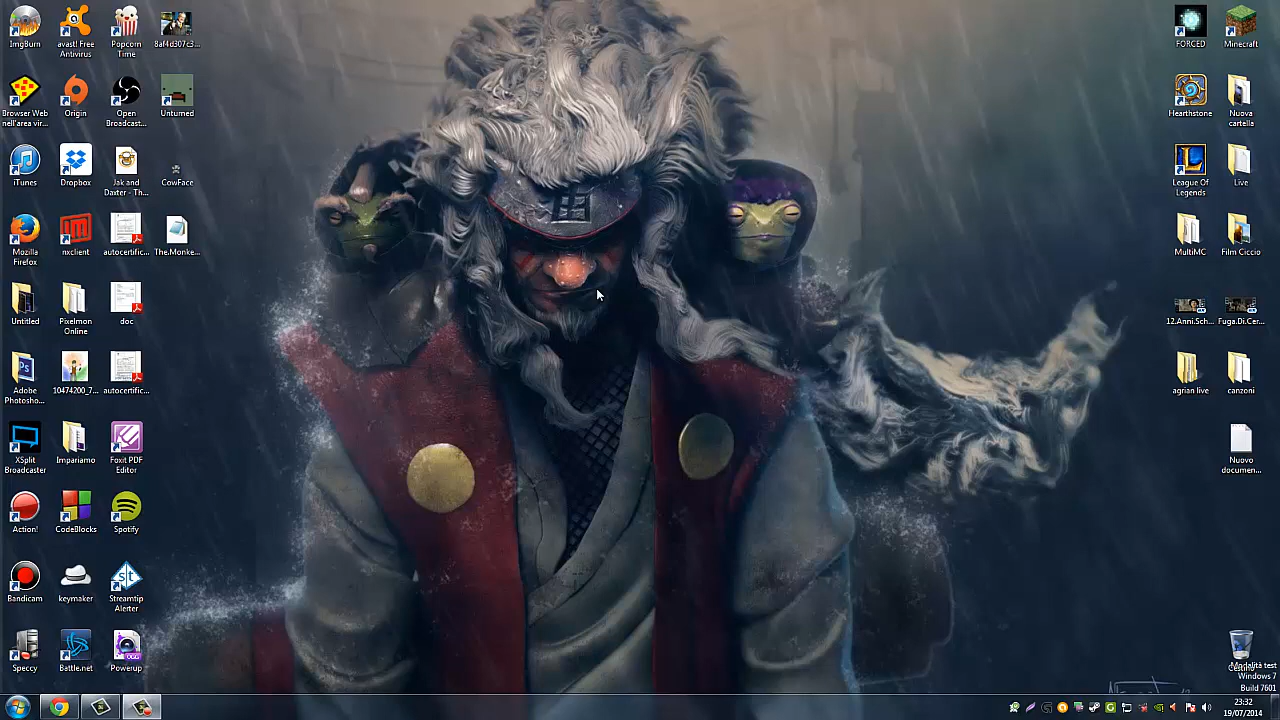 ImgBurn
avast! Free
Antivirus
Popcorn
Time
8af4d307c3...
Browser Web
nell'area vir...
Origin
Open
Broadcast...
Unturned
iTunes
Dropbox
Jak and
Daxter - Th...
CowFace
Mozilla
Firefox
nxclient
autocertific...
The.Monke...
Untitled
Pixelmon
Online
doc
Adobe
Photosho...
10474200_7...
autocertific...
XSplit
Broadcaster
Impariamo
Foxit PDF
Editor
Action!
CodeBlocks
Spotify
Bandicam
keymaker
Streamtip
Alerter
Speccy
Battle.net
Powerup
FORCED
Minecraft
Hearthstone
Nuova
cartella
League Of
Legends
Live
MultiMC
Film Ciccio
12.Anni.Sch...
Fuga.Di.Cer...
agrian live
canzoni
Nuovo
documen...
Modalità test
Windows 7
Build 7601
23:32
19/07/2014